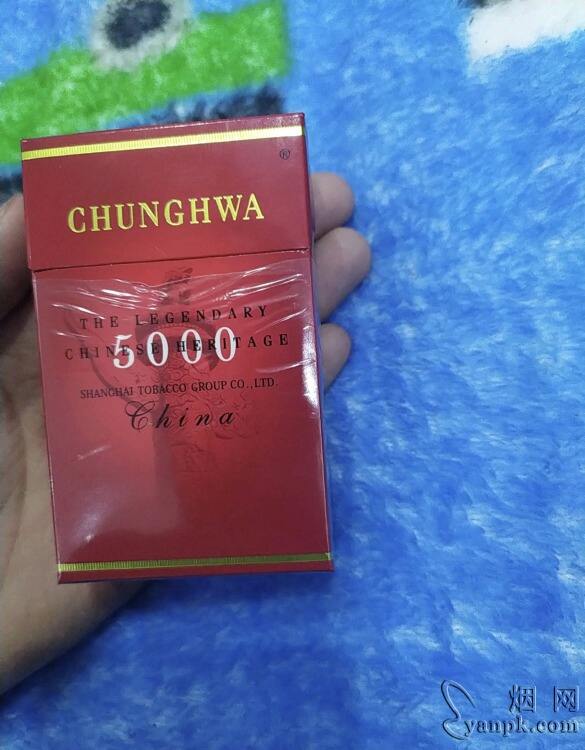 ®
CHUNGHWA
THE LEGENDARY
5000
CHINESE HERITAGE
SHANGHAI TOBACCO GROUP CO.,LTD.
China
烟网
yanpk.com